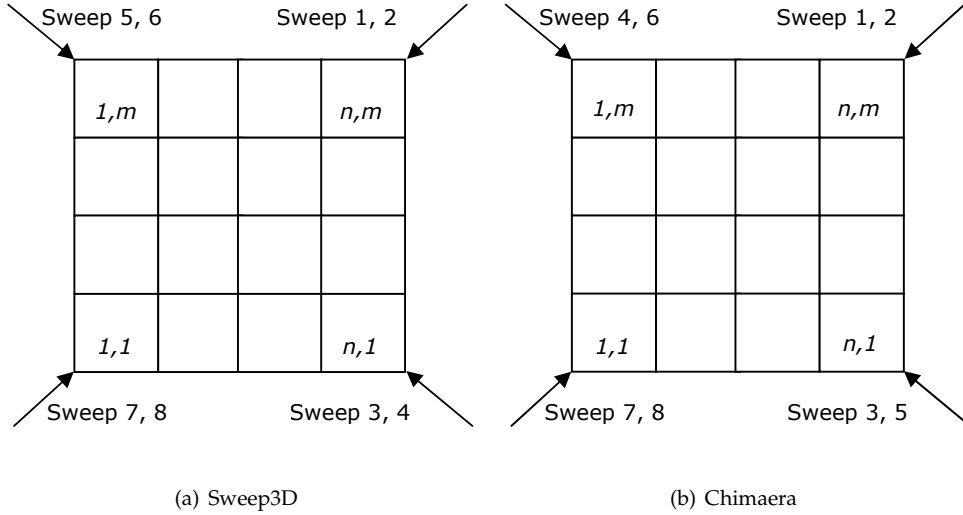 Sweep 5, 6
Sweep 1, 2
1,m
n,m
1,1
n,1
Sweep 7, 8
Sweep 3, 4
(a) Sweep3D
Sweep 4, 6
Sweep 1, 2
1,m
n,m
1,1
n,1
Sweep 7, 8
Sweep 3, 5
(b) Chimaera